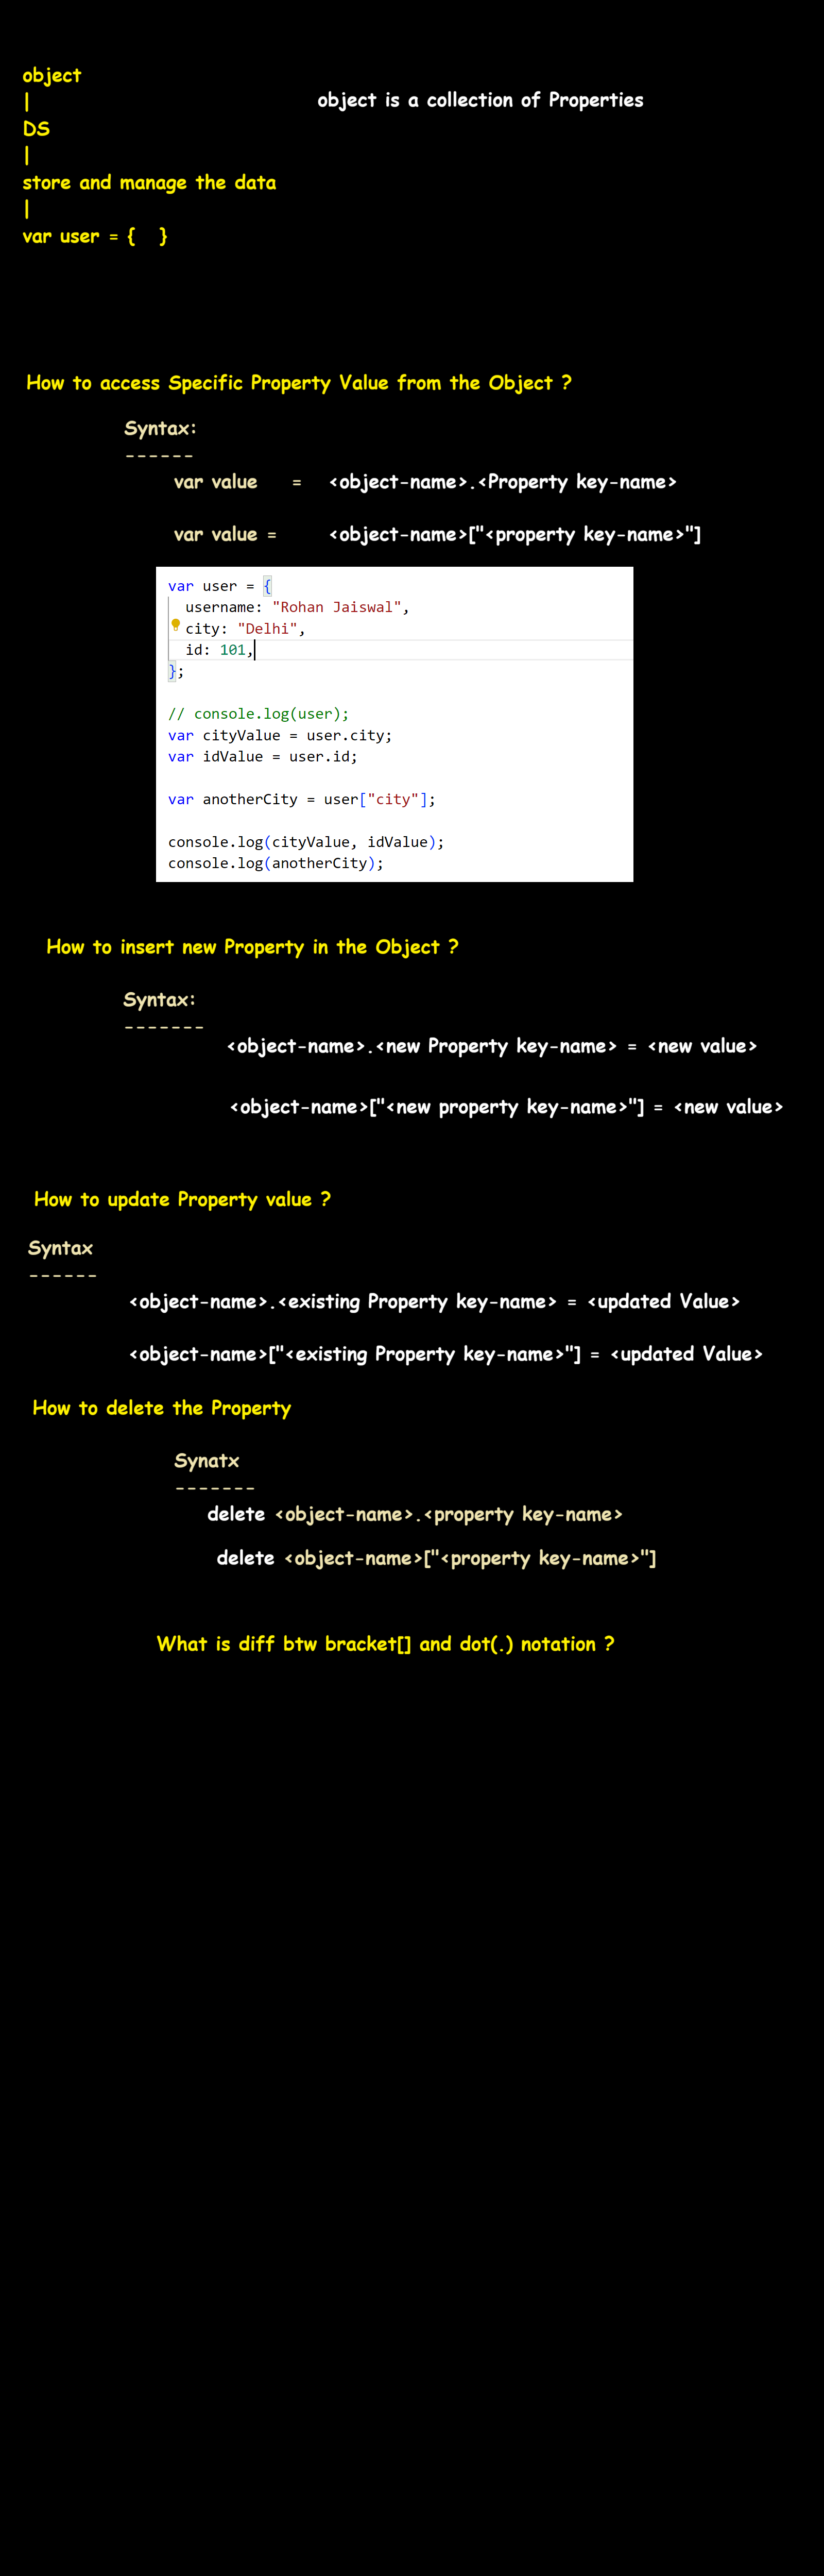 object
|
object is a collection of Properties
DS
|
store and manage the data
|
var user = {   }
How to access Specific Property Value from the Object ?
Syntax:
------
var value   =   <object-name>.<Property key-name>
var value =   <object-name>["<property key-name>"]
var user = {
  username: "Rohan Jaiswal",
  city: "Delhi",
  id: 101,
};
// console.log(user);
var cityValue = user.city;
var idValue = user.id;
var anotherCity = user["city"];
console.log(cityValue, idValue);
console.log(anotherCity);
How to insert new Property in the Object ?
Syntax:
-------
<object-name>.<new Property key-name> = <new value>
<object-name>["<new property key-name>"] = <new value>
How to update Property value ?
Syntax
------
<object-name>.<existing Property key-name> = <updated Value>
<object-name>["<existing Property key-name>"] = <updated Value>
How to delete the Property
Synatx
-------
delete <object-name>.<property key-name>
delete <object-name>["<property key-name>"]
What is diff btw bracket[] and dot(.) notation ?